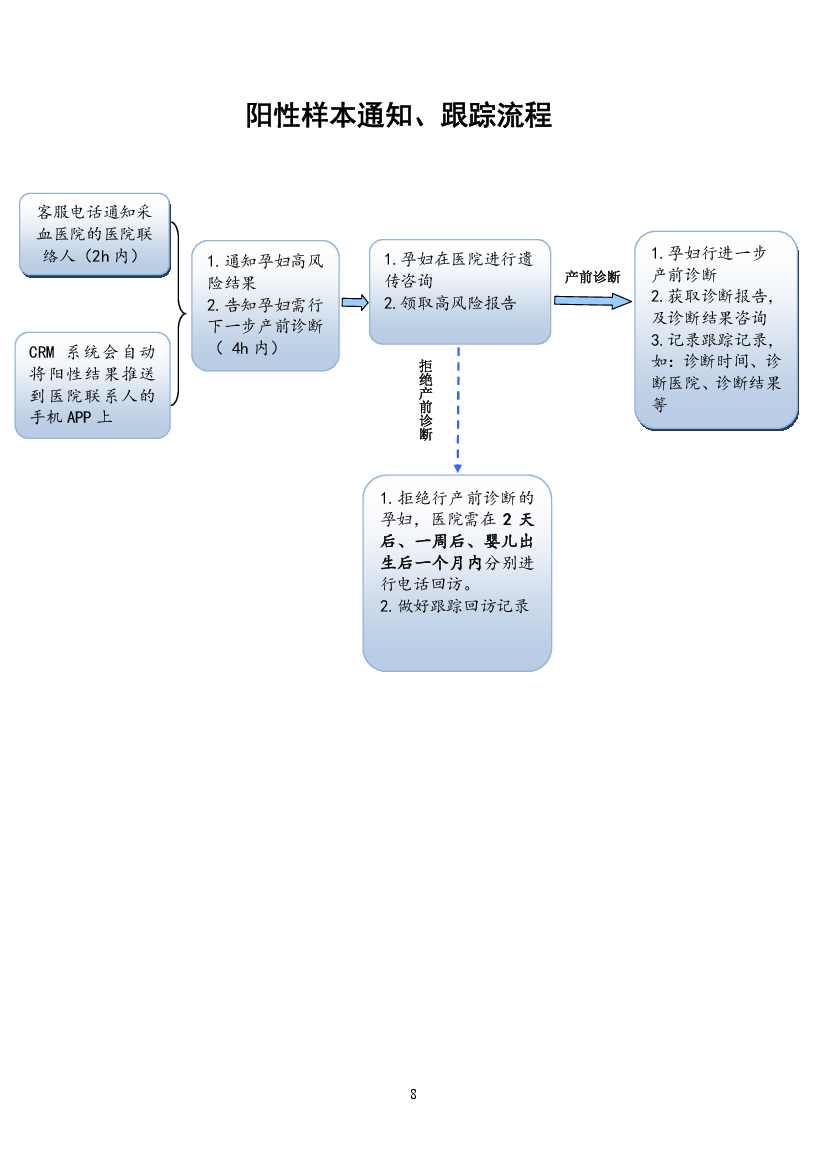 阳性样本通知、跟踪流程
客服电话通知采
血医院的医院联
络人（2h 内）
CRM 系统会自动
将阳性结果推送
到医院联系人的
手机 APP 上
1.通知孕妇高风
险结果
2.告知孕妇需行
下一步产前诊断
（ 4h 内）
1.孕妇在医院进行遗
传咨询
2.领取高风险报告
产前诊断
1.孕妇行进一步
产前诊断
2.获取诊断报告，
及诊断结果咨询
3.记录跟踪记录，
如：诊断时间、诊
断医院、诊断结果
等
拒绝产前诊断
1.拒绝行产前诊断的
孕妇，医院需在 2 天
后、一周后、婴儿出
生后一个月内分别进
行电话回访。
2.做好跟踪回访记录
8